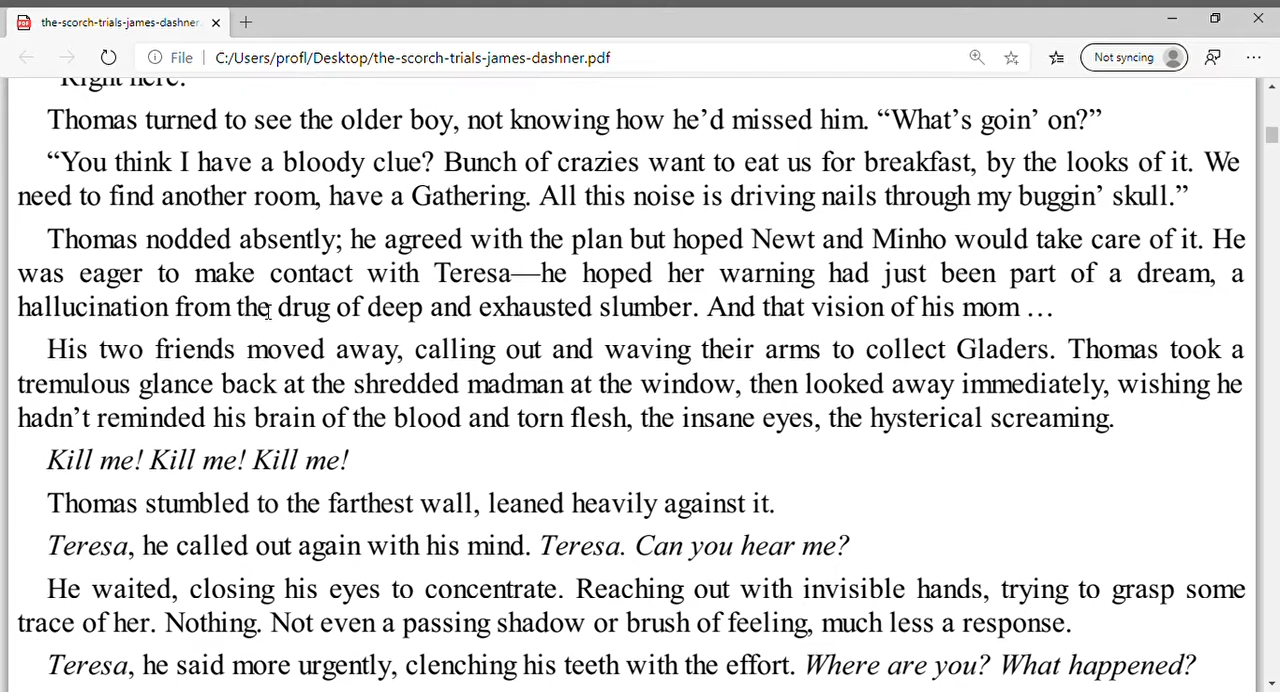 the-scorch-trials-james-dashner
File
C:/Users/profl/Desktop/the-scorch-trials-james-dashner.pdf
Not syncing
“Right here.”
Thomas turned to see the older boy, not knowing how he’d missed him. “What’s goin’ on?”
“You think I have a bloody clue? Bunch of crazies want to eat us for breakfast, by the looks of it. We
need to find another room, have a Gathering. All this noise is driving nails through my buggin’ skull.”
Thomas nodded absently; he agreed with the plan but hoped Newt and Minho would take care of it. He
was eager to make contact with Teresa—he hoped her warning had just been part of a dream, a
hallucination from the drug of deep and exhausted slumber. And that vision of his mom …
His two friends moved away, calling out and waving their arms to collect Gladers. Thomas took a
tremulous glance back at the shredded madman at the window, then looked away immediately, wishing he
hadn’t reminded his brain of the blood and torn flesh, the insane eyes, the hysterical screaming.
Kill me! Kill me! Kill me!
Thomas stumbled to the farthest wall, leaned heavily against it.
Teresa, he called out again with his mind. Teresa. Can you hear me?
He waited, closing his eyes to concentrate. Reaching out with invisible hands, trying to grasp some
trace of her. Nothing. Not even a passing shadow or brush of feeling, much less a response.
Teresa, he said more urgently, clenching his teeth with the effort. Where are you? What happened?